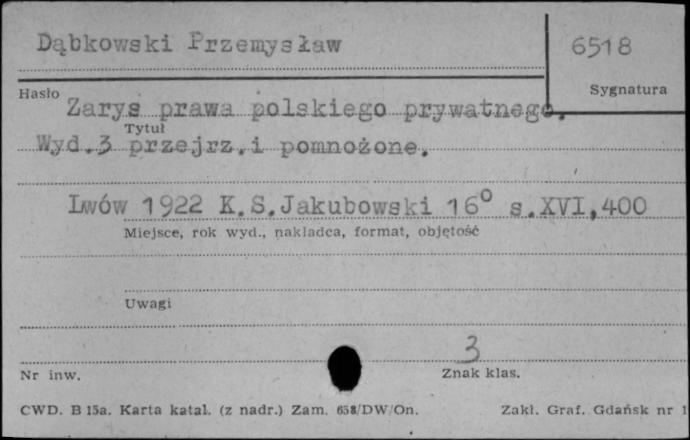 Dąbkowski Przemysław
6518
Hasło
Sygnatura
Zarys prawa polskiego prywatnego.
Tytuł
Wyd.3 przejrz.i pomnożone.
Lwów 1922 K.S.Jakubowski 16° s.XVI,400
Miejsce, rok wyd., nakładca, format, objętość
Uwagi
3
Nr inw.
Znak klas.
CWD. B 15a. Karta katal. (z nadr.) Zam. 658/DW/On.
Zakł. Graf. Gdańsk nr 1